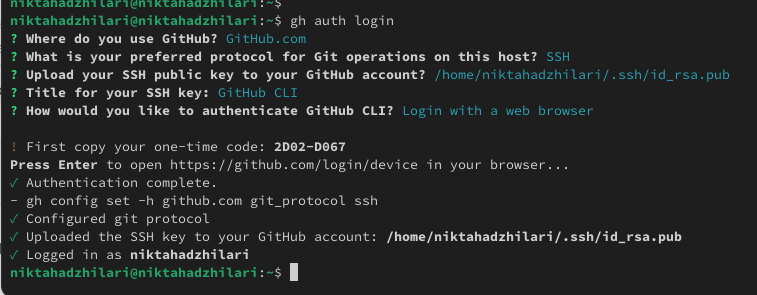 niktahadzhilari@niktahadzhilari:~$
niktahadzhilari@niktahadzhilari:~$ gh auth login
? Where do you use GitHub? GitHub.com
? What is your preferred protocol for Git operations on this host? SSH
? Upload your SSH public key to your GitHub account? /home/niktahadzhilari/.ssh/id_rsa.pub
? Title for your SSH key: GitHub CLI
? How would you like to authenticate GitHub CLI? Login with a web browser
! First copy your one-time code: 2D02-D067
Press Enter to open https://github.com/login/device in your browser...
✓ Authentication complete.
- gh config set -h github.com git_protocol ssh
✓ Configured git protocol
✓ Uploaded the SSH key to your GitHub account: /home/niktahadzhilari/.ssh/id_rsa.pub
✓ Logged in as niktahadzhilari
niktahadzhilari@niktahadzhilari:~$